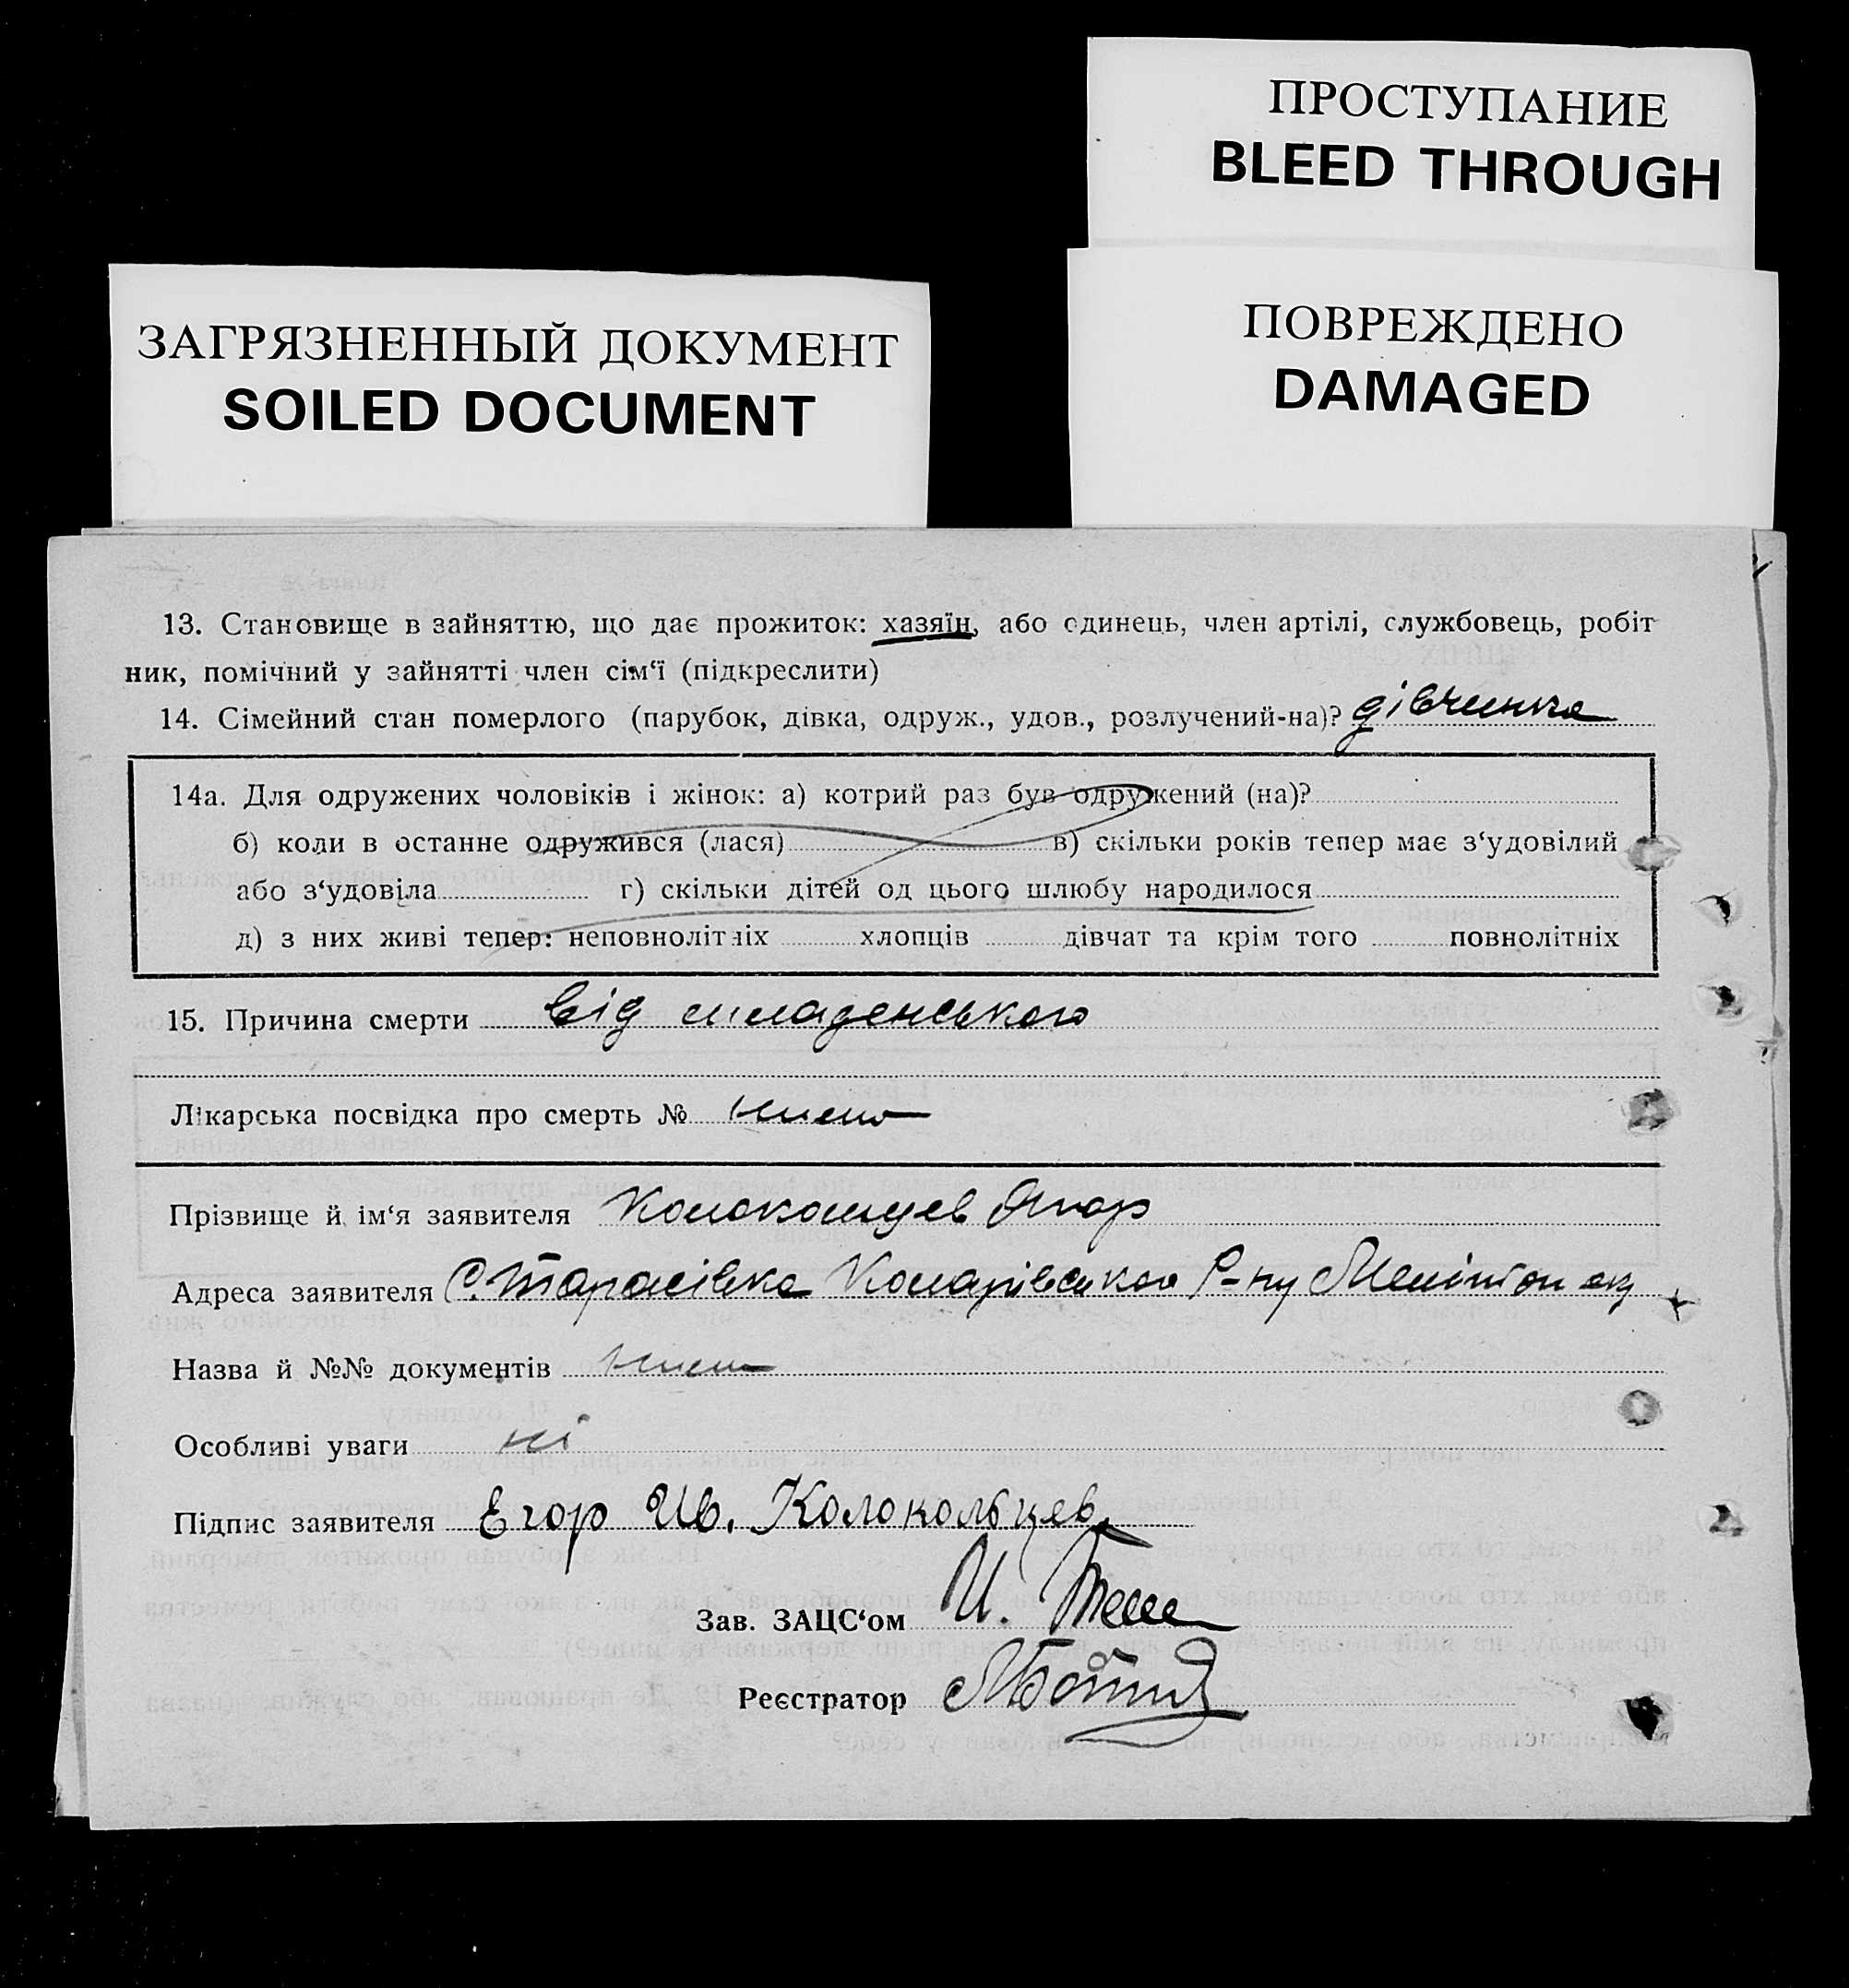 ПРОСТУПАНИЕ
BLEED THROUGH
ПОВРЕЖДЕНО
DAMAGED
ЗАГРЯЗНЕННЫЙ ДОКУМЕНТ
SOILED DOCUMENT
13. Становище в зайняттю, що дає прожиток: хазяїн, або одинець, член артілі, службовець, робіт
ник, помічний у зайнятті член сім‘ї (підкреслити)
14. Сімейний стан померлого (парубок, дівка, одруж., удов., розлучений-на)? дівчинка
14а. Для одружених чоловіків і жінок: а) котрий раз був одружений (на)?
б) коли в останне одружився (лася) в) скільки років тепер має з‘удовілий
або з‘удовіла г) скільки дітей од цього шлюбу народилося
д) з них живі тепер: неповнолітніх хлопців дівчат та крім того повнолітніх
15. Причина смерти від младенського
Лікарська посвідка про смерть №
Прізвище й ім‘я заявителя
Адреса заявителя С. Тарасівка р-ну
Назва й №№ документів
Особливі уваги ні
Підпис заявителя Егор Ив. Колокольцев
Зав. ЗАЦС‘ом И.
Реєстратор